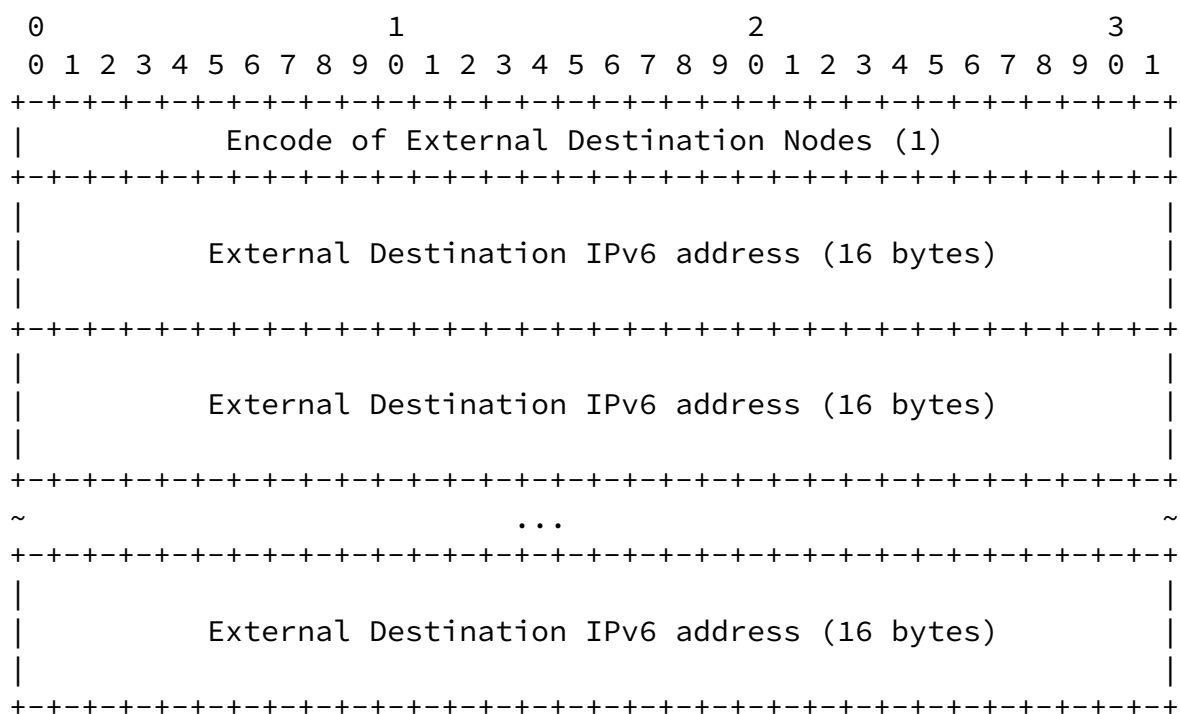 0                   1                   2                   3
 0 1 2 3 4 5 6 7 8 9 0 1 2 3 4 5 6 7 8 9 0 1 2 3 4 5 6 7 8 9 0 1
+-+-+-+-+-+-+-+-+-+-+-+-+-+-+-+-+-+-+-+-+-+-+-+-+-+-+-+-+-+-+-+-+
|           Encode of External Destination Nodes (1)            |
+-+-+-+-+-+-+-+-+-+-+-+-+-+-+-+-+-+-+-+-+-+-+-+-+-+-+-+-+-+-+-+-+
|                                                               |
|          External Destination IPv6 address (16 bytes)         |
|                                                               |
+-+-+-+-+-+-+-+-+-+-+-+-+-+-+-+-+-+-+-+-+-+-+-+-+-+-+-+-+-+-+-+-+
|                                                               |
|          External Destination IPv6 address (16 bytes)         |
|                                                               |
+-+-+-+-+-+-+-+-+-+-+-+-+-+-+-+-+-+-+-+-+-+-+-+-+-+-+-+-+-+-+-+-+
~                           ...                                 ~
+-+-+-+-+-+-+-+-+-+-+-+-+-+-+-+-+-+-+-+-+-+-+-+-+-+-+-+-+-+-+-+-+
|                                                               |
|          External Destination IPv6 address (16 bytes)         |
|                                                               |
+-+-+-+-+-+-+-+-+-+-+-+-+-+-+-+-+-+-+-+-+-+-+-+-+-+-+-+-+-+-+-+-+